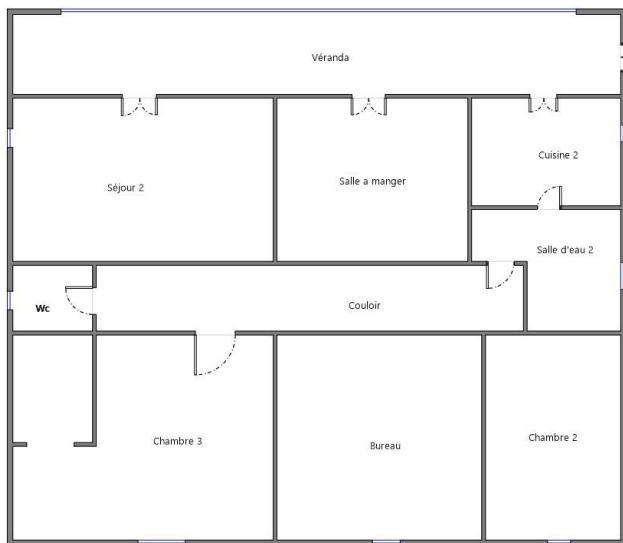 Véranda
Séjour 2
Salle a manger
Cuisine 2
Salle d'eau 2
Wc
Couloir
Chambre 3
Bureau
Chambre 2